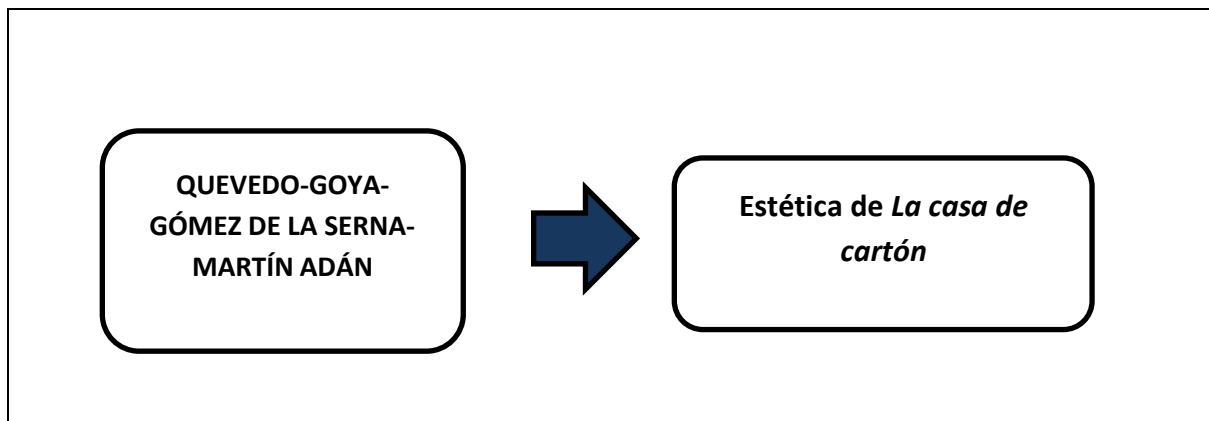 QUEVEDO-GOYA-
GÓMEZ DE LA SERNA-
MARTÍN ADÁN
Estética de La casa de
cartón